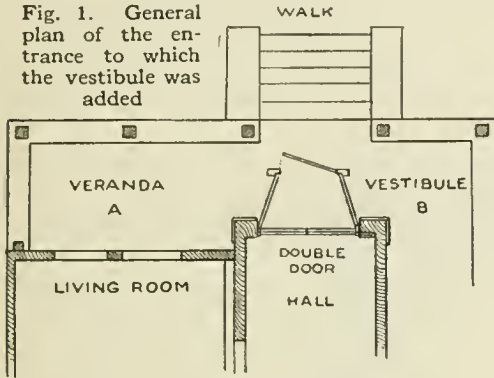 Fig. 1. General
plan of the en-
trance to which
the vestibule was
added
WALK
VERANDA
A
VESTIBULE
B
DOUBLE
DOOR
LIVING ROOM
HALL